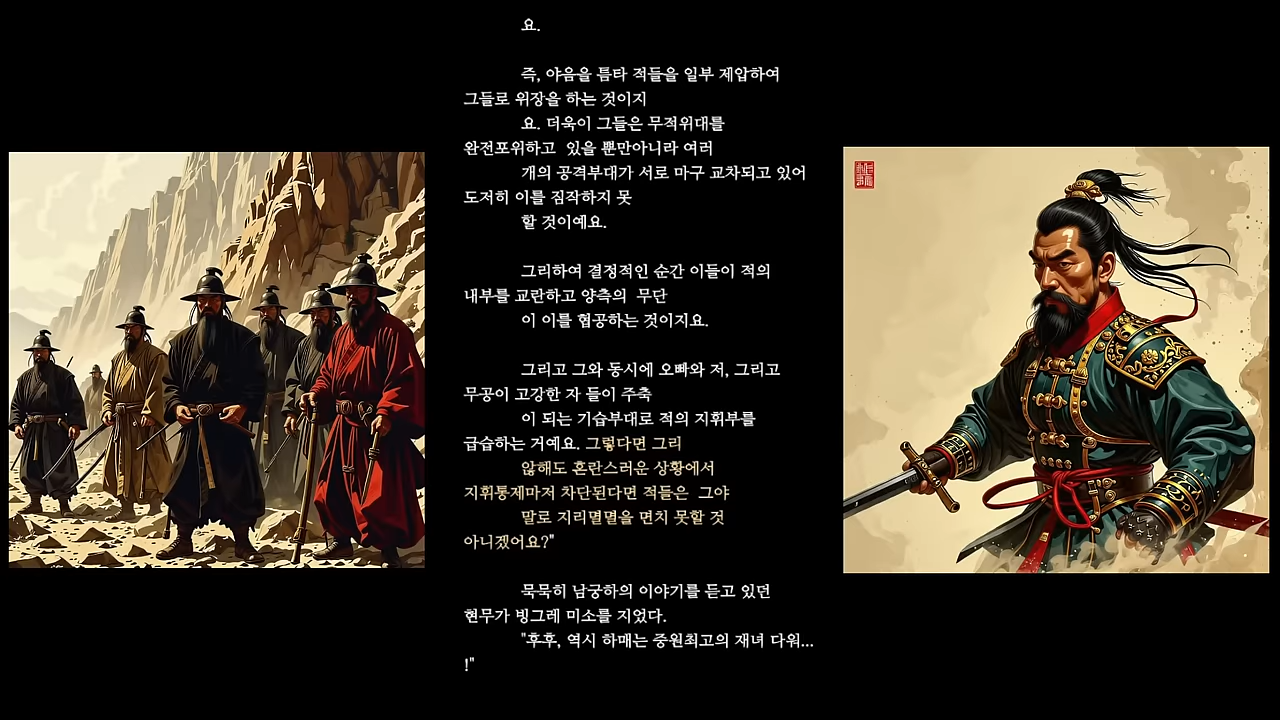 요.
즉, 야음을 틈타 적들을 일부 제압하여
그들로 위장을 하는 것이지
요. 더욱이 그들은 무적위대를
완전포위하고 있을 뿐만아니라 여러
개의 공격부대가 서로 마구 교차되고 있어
도저히 이를 짐작하지 못
할 것이예요.
그리하여 결정적인 순간 이들이 적의
내부를 교란하고 양측의 무단
이 이를 협공하는 것이지요.
그리고 그와 동시에 오빠와 저, 그리고
무공이 고강한 자 들이 주축
이 되는 기습부대로 적의 지휘부를
급습하는 거예요. 그렇다면 그리
않해도 혼란스러운 상황에서
지휘통제마저 차단된다면 적들은 그야
말로 지리멸멸을 면치 못할 것
아니겠어요?"
묵묵히 남궁하의 이야기를 듣고 있던
현무가 빙그레 미소를 지었다.
"후후, 역시 하매는 중원최고의 재녀 다워...
!"